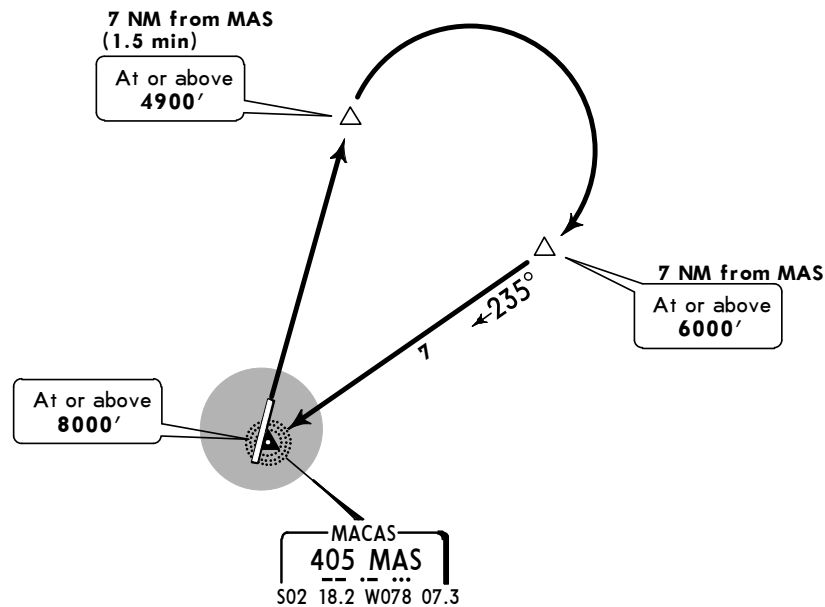 7 NM from MAS
(1.5 min)
At or above
4900'
235°
7
7 NM from MAS
At or above
6000'
At or above
8000'
MACAS
405 MAS
S02 18.2 W078 07.3